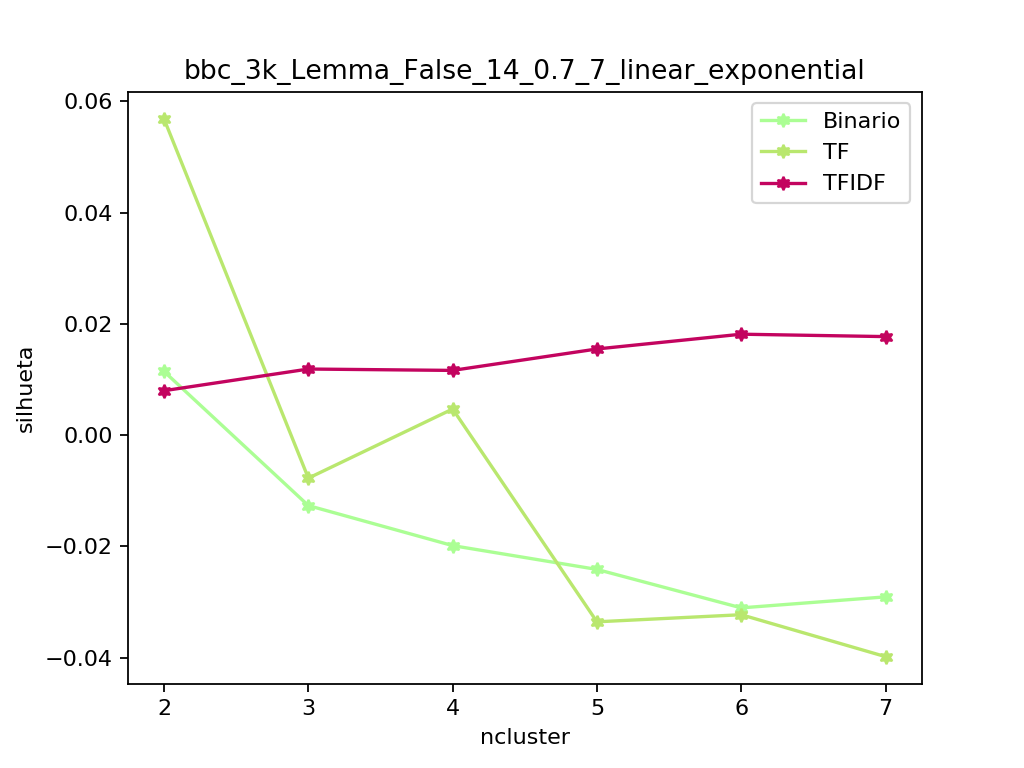 bbc_3k_Lemma_False_14_0.7_7_linear_exponential
0.06
0.04
0.02
0.00
−0.02
−0.04
silhueta
Binario
TF
TFIDF
2 3 4 5 6 7
ncluster